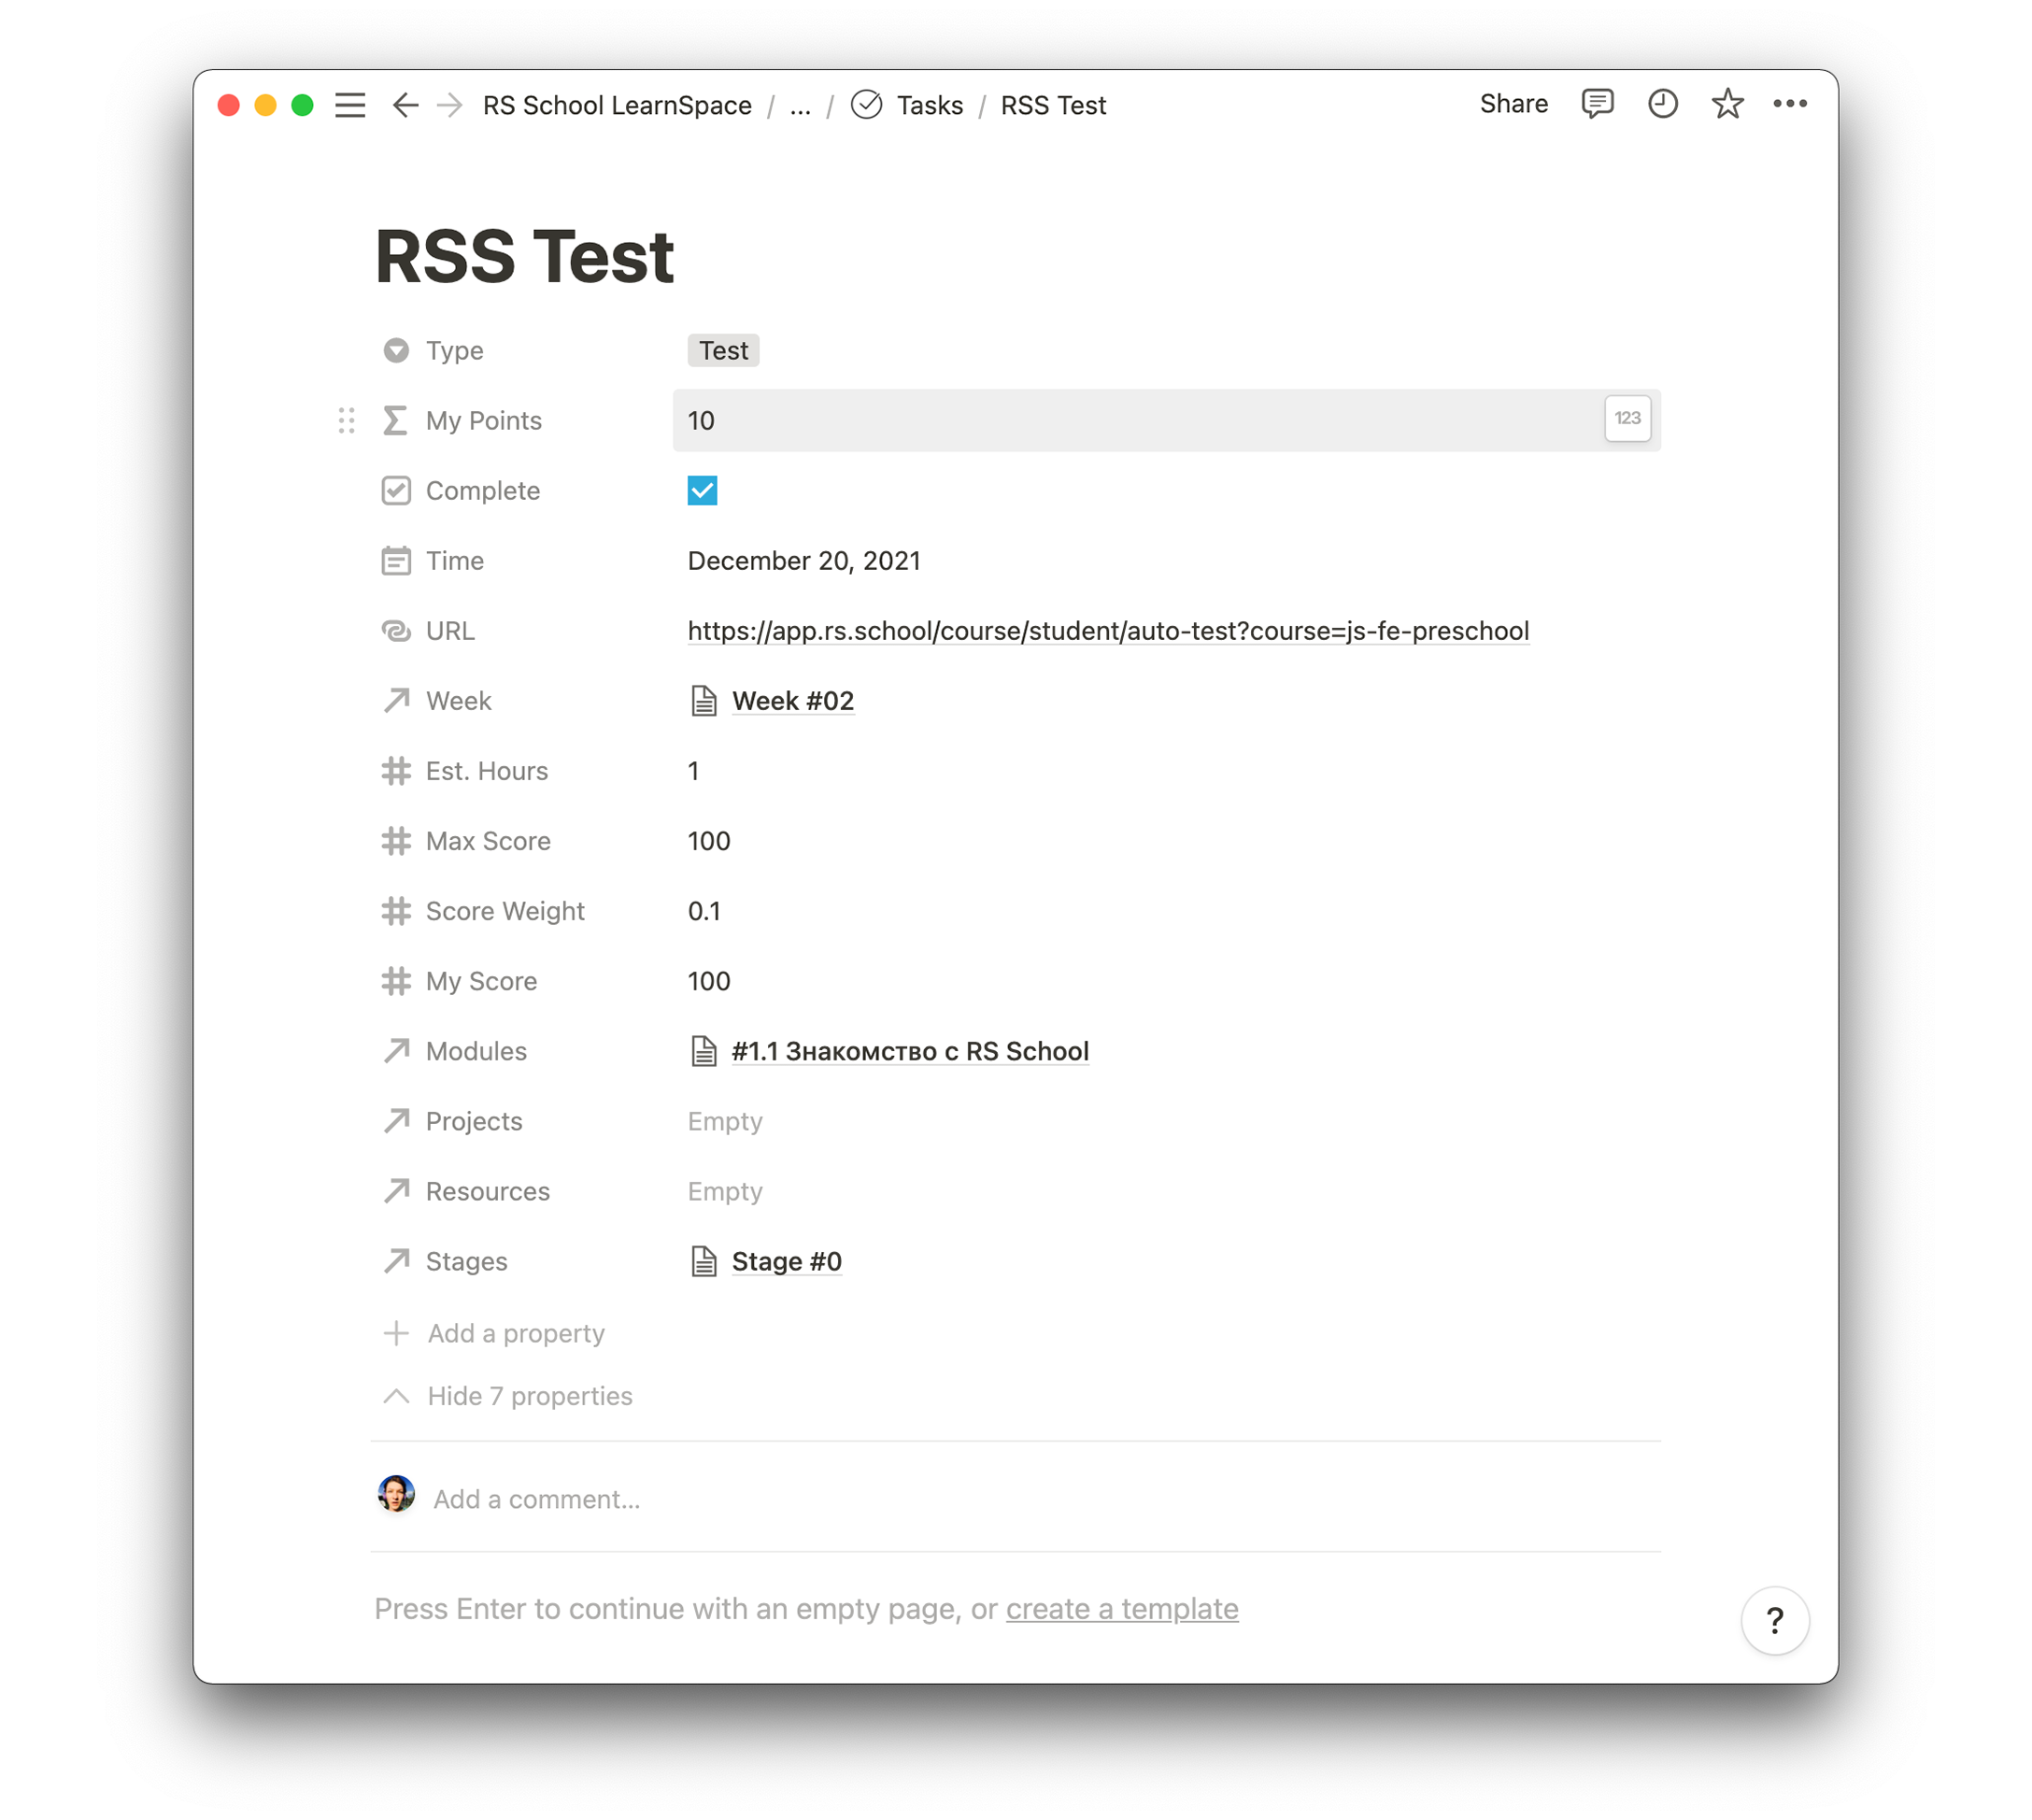 RS School LearnSpace / ... / Tasks / RSS Test Share
RSS Test
Type Test
My Points 10 123
Complete
Time December 20, 2021
URL https://app.rs.school/course/student/auto-test?course=js-fe-preschool
Week Week #02
Est. Hours 1
Max Score 100
Score Weight 0.1
My Score 100
Modules #1.1 Знакомство с RS School
Projects Empty
Resources Empty
Stages Stage #0
Add a property
Hide 7 properties
Add a comment...
Press Enter to continue with an empty page, or create a template
?